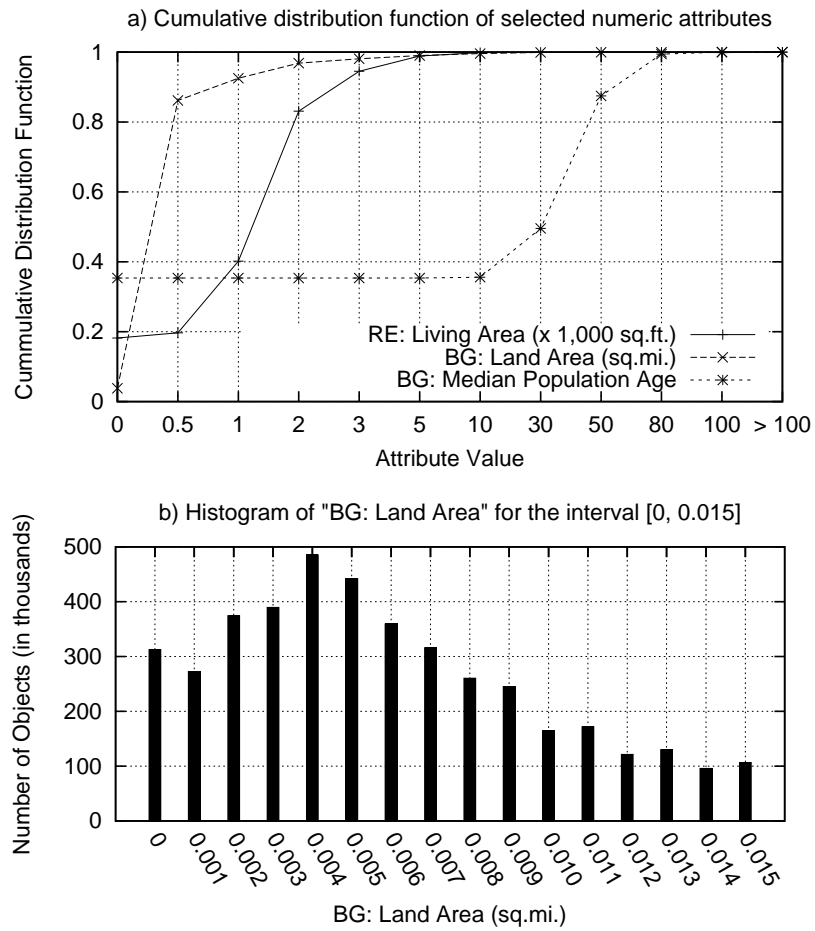 a) Cumulative distribution function of selected numeric attributes
Cummulative Distribution Function
1
0.8
0.6
0.4
0.2
0
RE: Living Area (x 1,000 sq.ft.)
BG: Land Area (sq.mi.)
BG: Median Population Age
0 0.5 1 2 3 5 10 30 50 80 100 > 100
Attribute Value
b) Histogram of "BG: Land Area" for the interval [0, 0.015]
Number of Objects (in thousands)
500
400
300
200
100
0
0 0.001 0.002 0.003 0.004 0.005 0.006 0.007 0.008 0.009 0.010 0.011 0.012 0.013 0.014 0.015
BG: Land Area (sq.mi.)